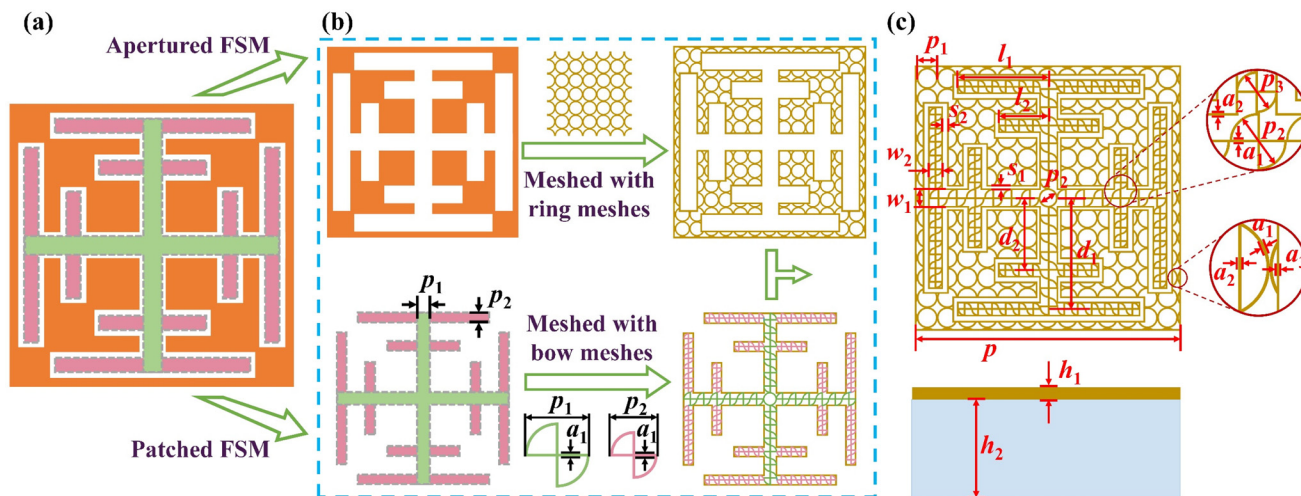 (a)
Apertured FSM
Patched FSM
(b)
Meshed with
ring meshes
p1
p2
Meshed with
bow meshes
p1
p2
a1
a1
(c)
p1
l1
l2
s2
w2
w1
s1
p2
d2
d1
p
a2
p3
p2
a1
a1
a2
h1
h2